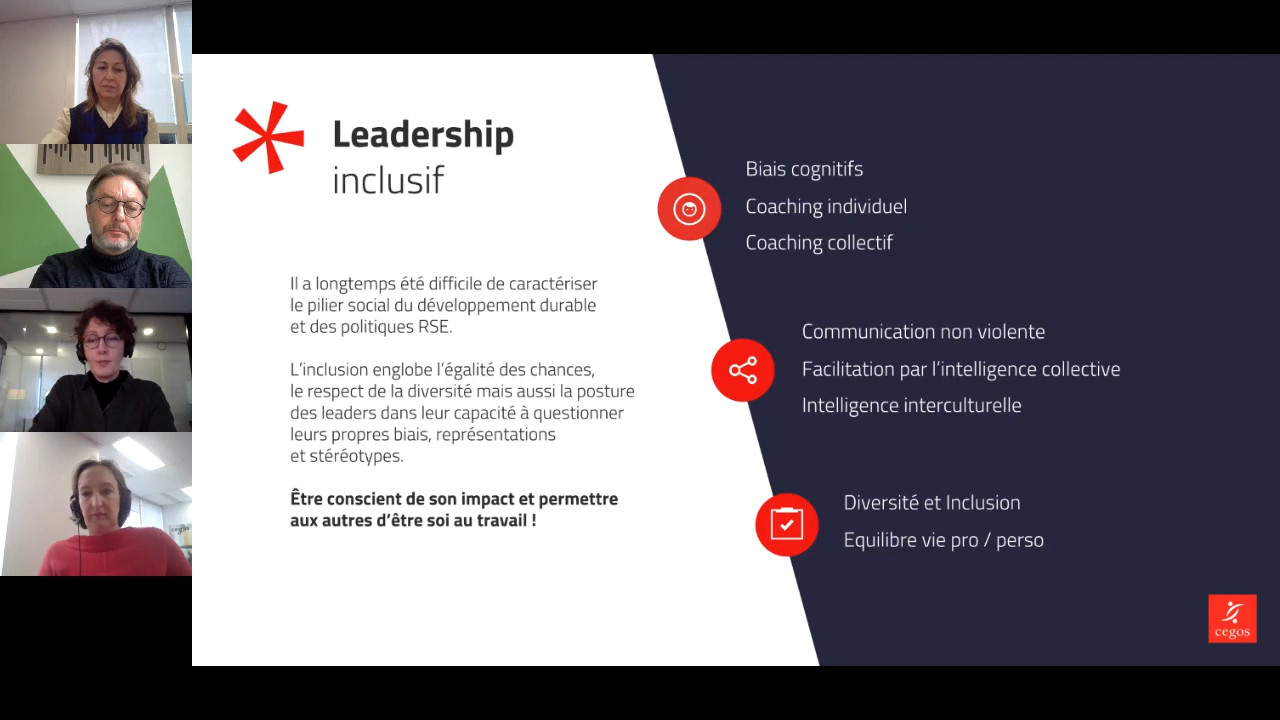 Leadership
inclusif
Il a longtemps été difficile de caractériser
le pilier social du développement durable
et des politiques RSE.
L'inclusion englobe l'égalité des chances,
le respect de la diversité mais aussi la posture
des leaders dans leur capacité à questionner
leurs propres biais, représentations
et stéréotypes.
Être conscient de son impact et permettre
aux autres d'être soi au travail !
Biais cognitifs
Coaching individuel
Coaching collectif
Communication non violente
Facilitation par l'intelligence collective
Intelligence interculturelle
Diversité et Inclusion
Equilibre vie pro / perso
cegos